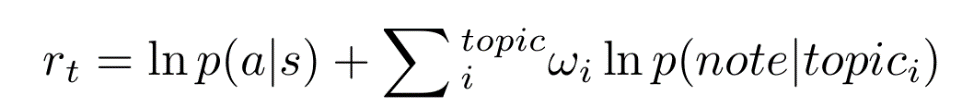 r_t = ln p(a|s) + ∑_i^{topic} ω_i ln p(note|topic_i)